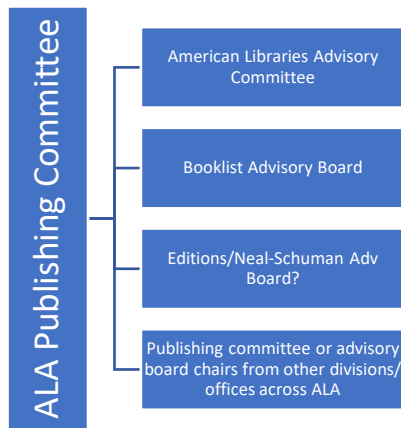 ALA Publishing Committee
American Libraries Advisory
Committee
Booklist Advisory Board
Editions/Neal-Schuman Adv
Board?
Publishing committee or advisory
board chairs from other divisions/
offices across ALA